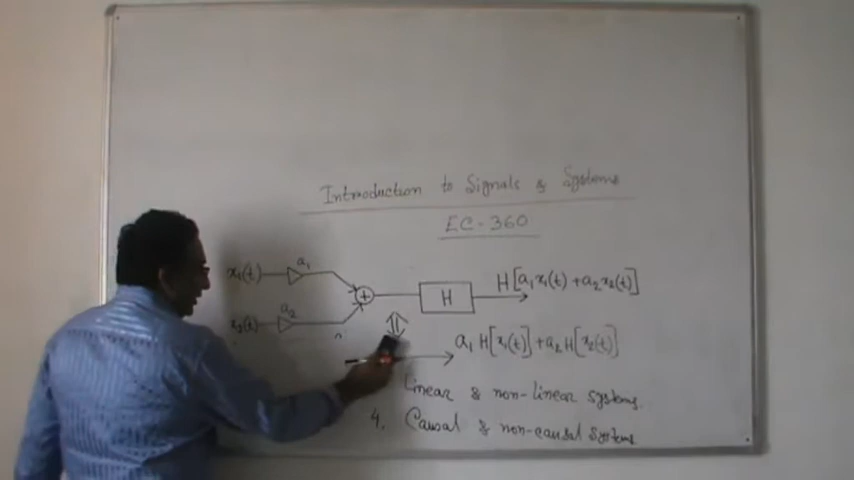 Introduction to Signals & Systems
EC-360
x₁(t) a₁ + H H[a₁x₁(t) + a₂x₂(t)]
x₂(t) a₂
a₁ H[x₁(t)] + a₂ H[x₂(t)]
Linear & non-linear systems.
4. Causal & non-causal systems